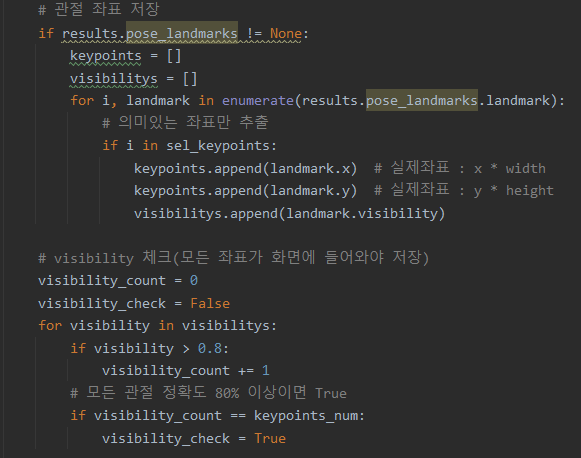 # 관절 좌표 저장
if results.pose_landmarks != None:
    keypoints = []
    visibilitys = []
    for i, landmark in enumerate(results.pose_landmarks.landmark):
        # 의미있는 좌표만 추출
        if i in sel_keypoints:
            keypoints.append(landmark.x)  # 실제좌표 : x * width
            keypoints.append(landmark.y)  # 실제좌표 : y * height
            visibilitys.append(landmark.visibility)

# visibility 체크(모든 좌표가 화면에 들어와야 저장)
visibility_count = 0
visibility_check = False
for visibility in visibilitys:
    if visibility > 0.8:
        visibility_count += 1
    # 모든 관절 정확도 80% 이상이면 True
    if visibility_count == keypoints_num:
        visibility_check = True